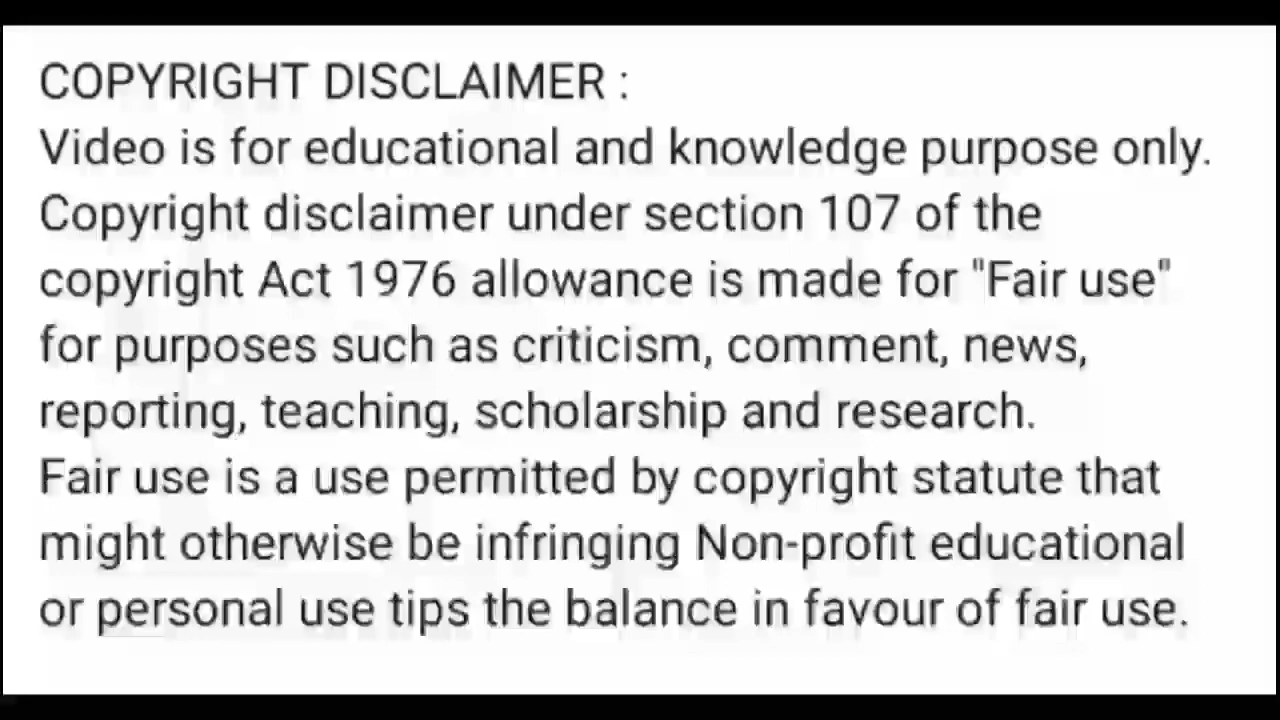 COPYRIGHT DISCLAIMER :
Video is for educational and knowledge purpose only.
Copyright disclaimer under section 107 of the
copyright Act 1976 allowance is made for "Fair use"
for purposes such as criticism, comment, news,
reporting, teaching, scholarship and research.
Fair use is a use permitted by copyright statute that
might otherwise be infringing Non-profit educational
or personal use tips the balance in favour of fair use.